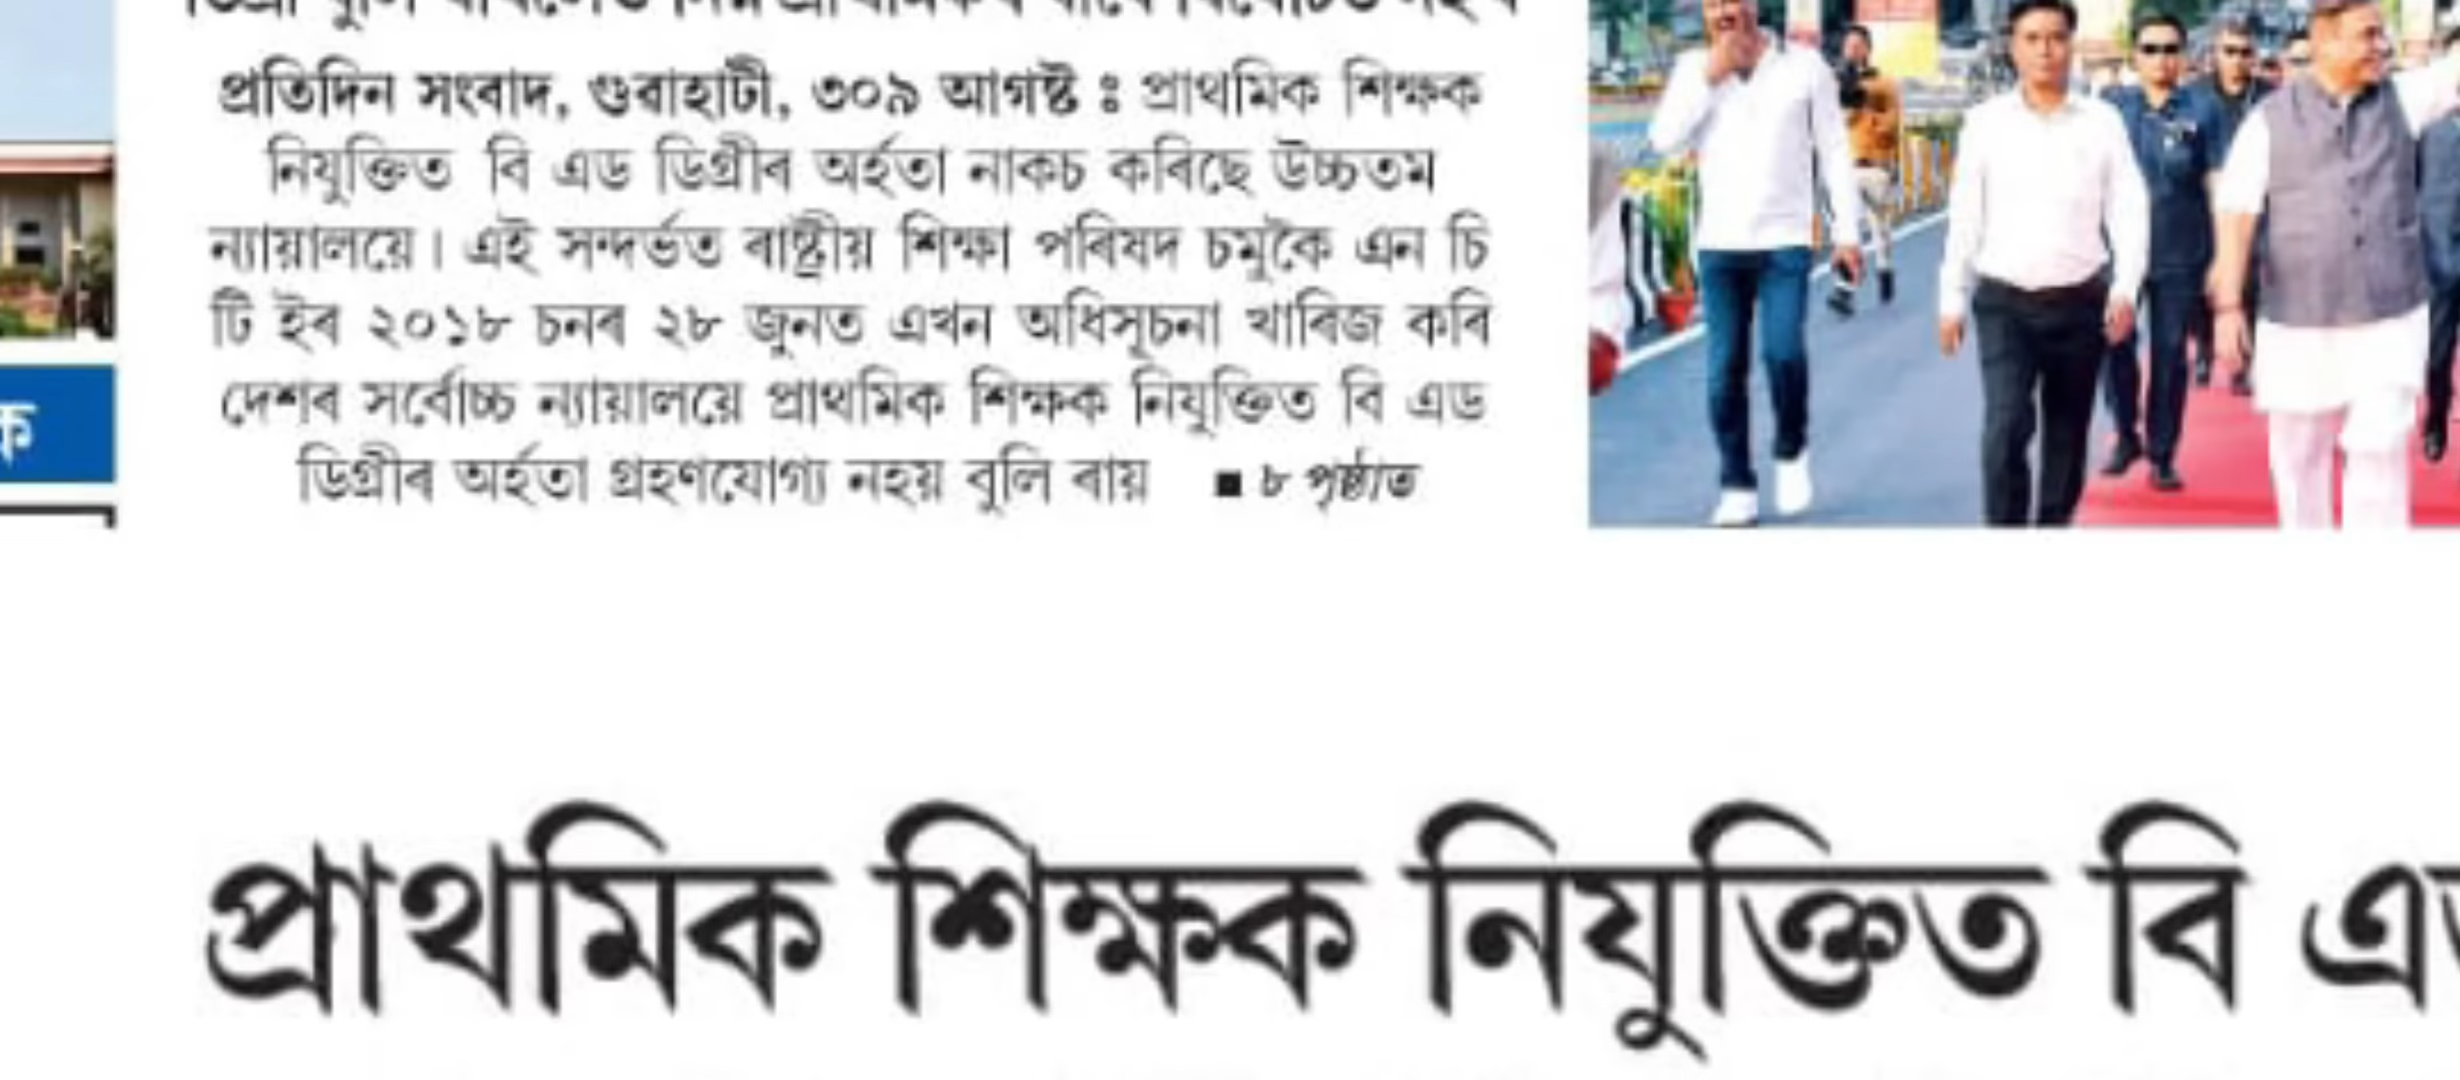 প্ৰতিদিন সংবাদ, গুৱাহাটী, ৩০৯ আগষ্ট ঃ প্ৰাথমিক শিক্ষক
নিযুক্তিত বি এড ডিগ্ৰীৰ অৰ্হতা নাকচ কৰিছে উচ্চতম
ন্যায়ালয়ে। এই সন্দৰ্ভত ৰাষ্ট্ৰীয় শিক্ষা পৰিষদ চমুকৈ এন চি
টি ইৰ ২০১৮ চনৰ ২৮ জুনত এখন অধিসূচনা খাৰিজ কৰি
দেশৰ সৰ্বোচ্চ ন্যায়ালয়ে প্ৰাথমিক শিক্ষক নিযুক্তিত বি এড
ডিগ্ৰীৰ অৰ্হতা গ্ৰহণযোগ্য নহয় বুলি ৰায় ■ ৮ পৃষ্ঠাত
প্ৰাথমিক শিক্ষক নিযুক্তিত বি